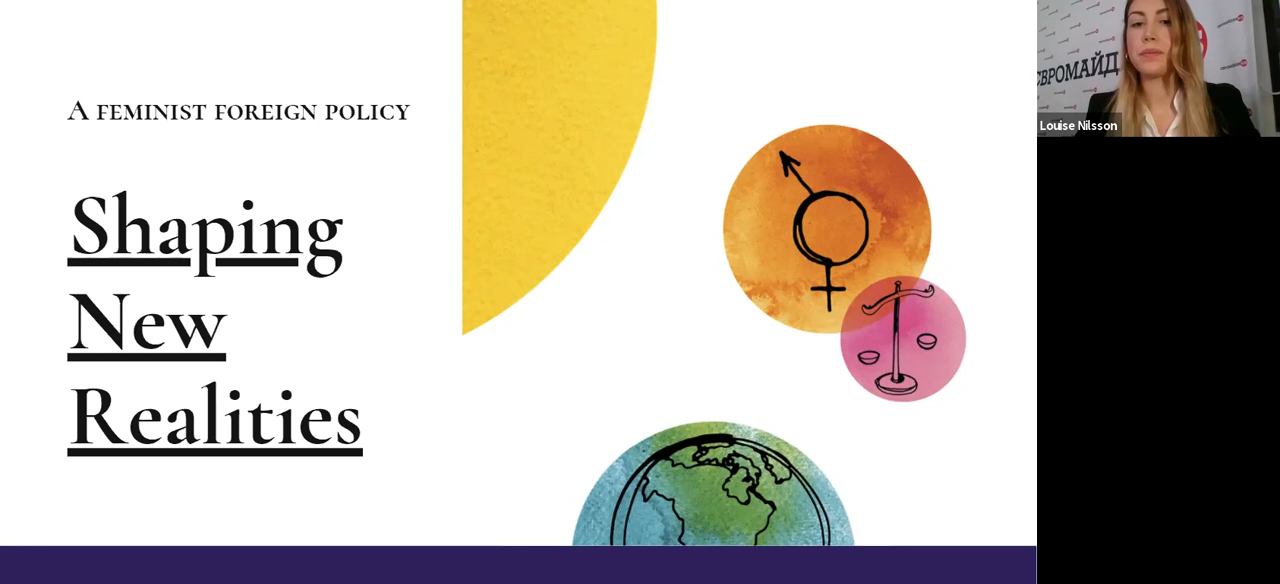 A FEMINIST FOREIGN POLICY
Shaping
New
Realities
ЄВРОМАЙД
Louise Nilsson